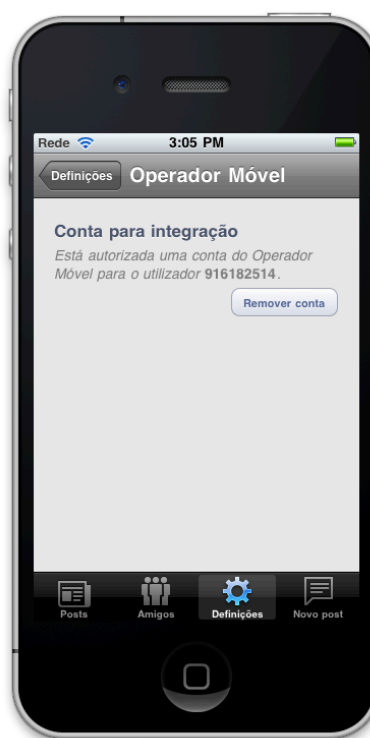 Rede 3:05 PM
Definições Operador Móvel
Conta para integração
Está autorizada uma conta do Operador
Móvel para o utilizador 916182514.
Remover conta
Posts Amigos Definições Novo post